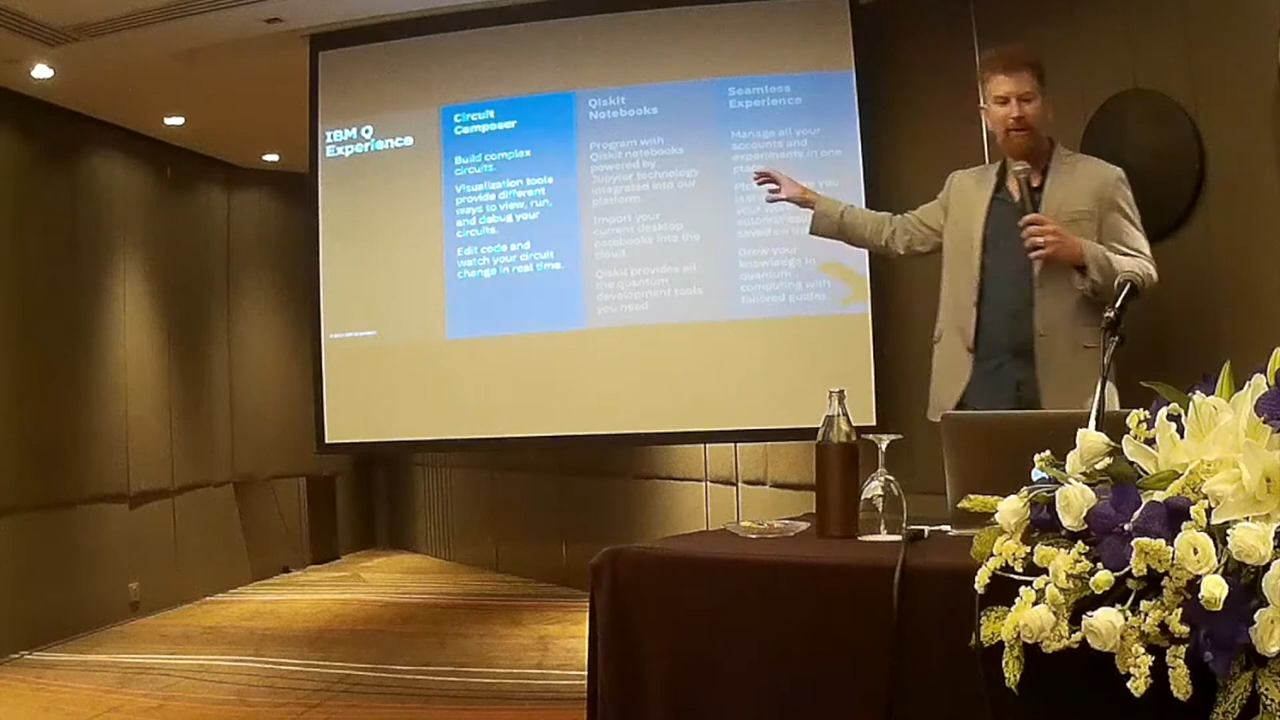 IBM Q
Experience
Circuit
Composer
Build complex
circuits.
Visualization tools
provide different
ways to view, run,
and debug your
circuits.
Edit code and
watch your circuit
change in real time.
Qiskit
Notebooks
Program with
Qiskit notebooks
powered by
Jupyter technology
integrated into our
platform.
Import your
current desktop
notebooks into the
cloud.
Qiskit provides all
the quantum
development tools
you need
Seamless
Experience
Manage all your
accounts and
experiments in one
place.
you
your
Grow your
knowledge in
quantum
computing with
tailored guides.